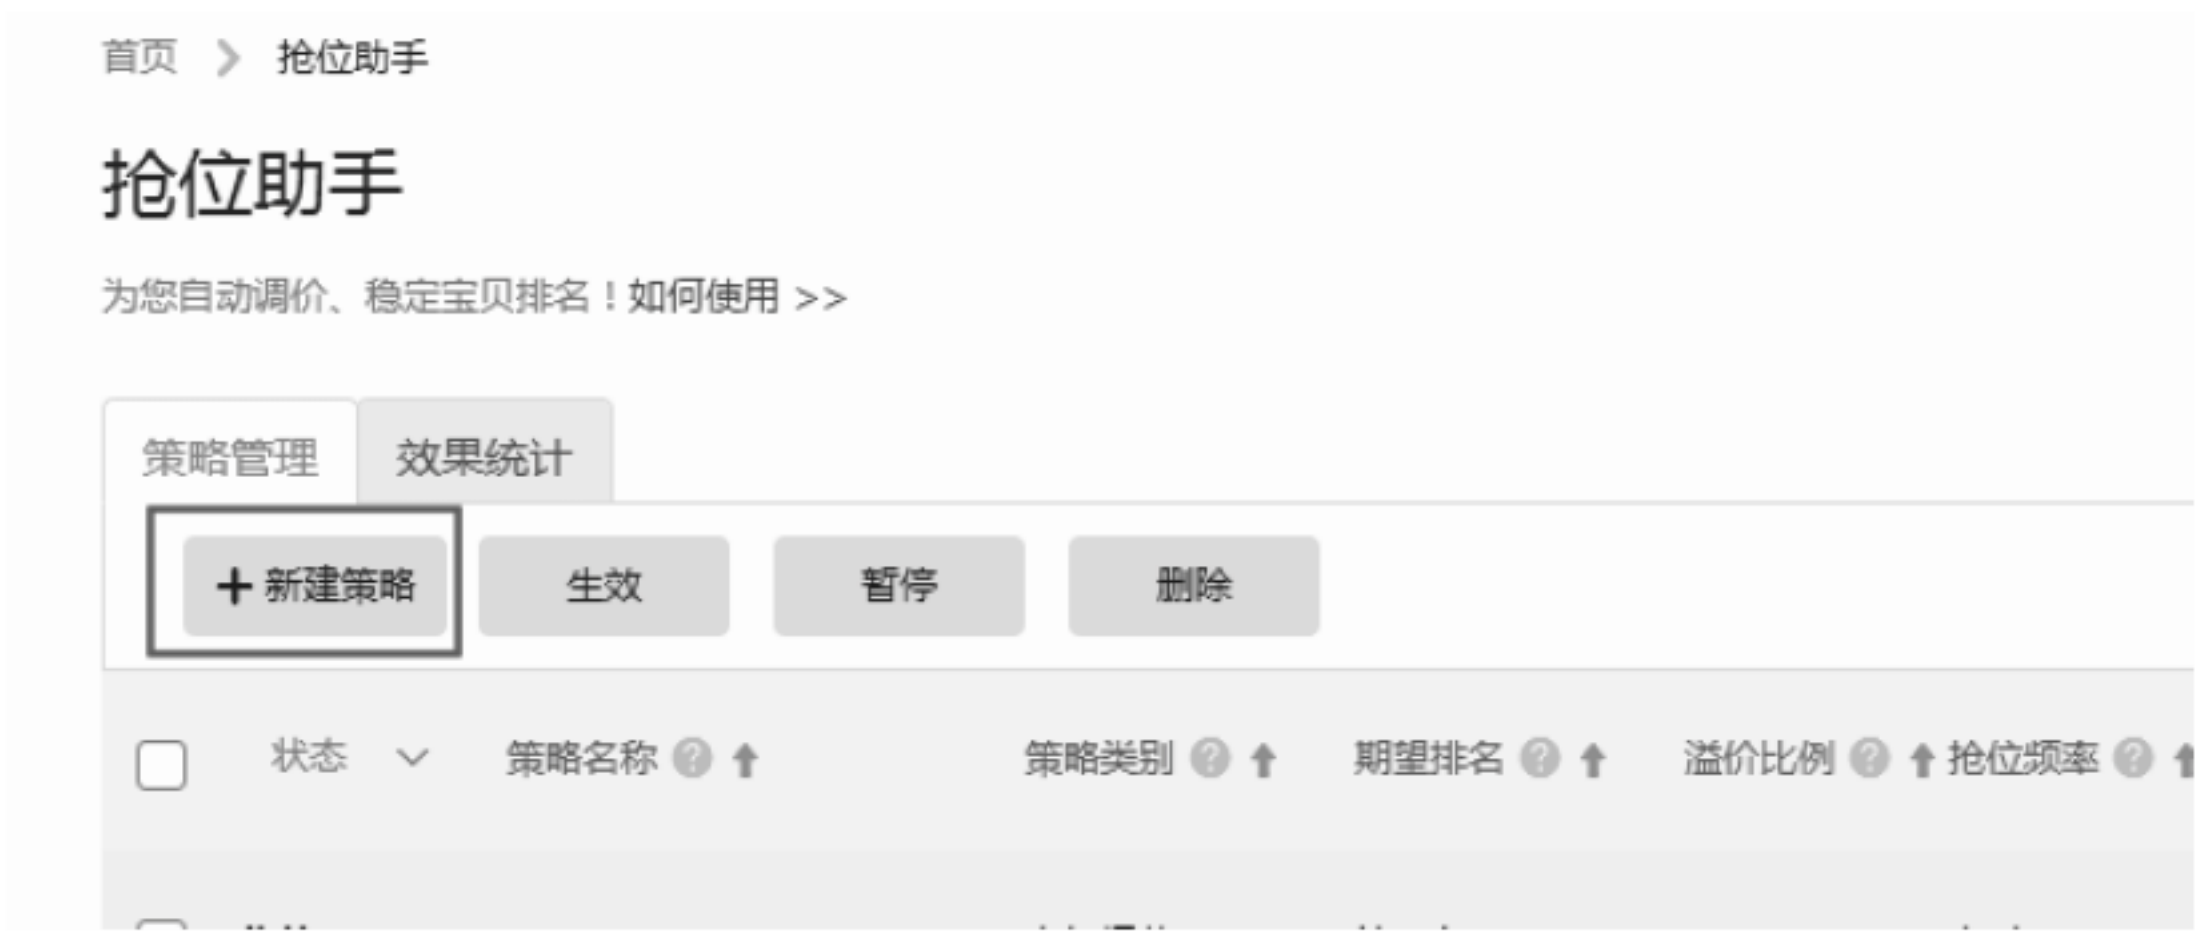 首页 > 抢位助手
抢位助手
为您自动调价、稳定宝贝排名！如何使用 >>
策略管理 效果统计
+ 新建策略 生效 暂停 删除
状态 策略名称 策略类别 期望排名 溢价比例 抢位频率